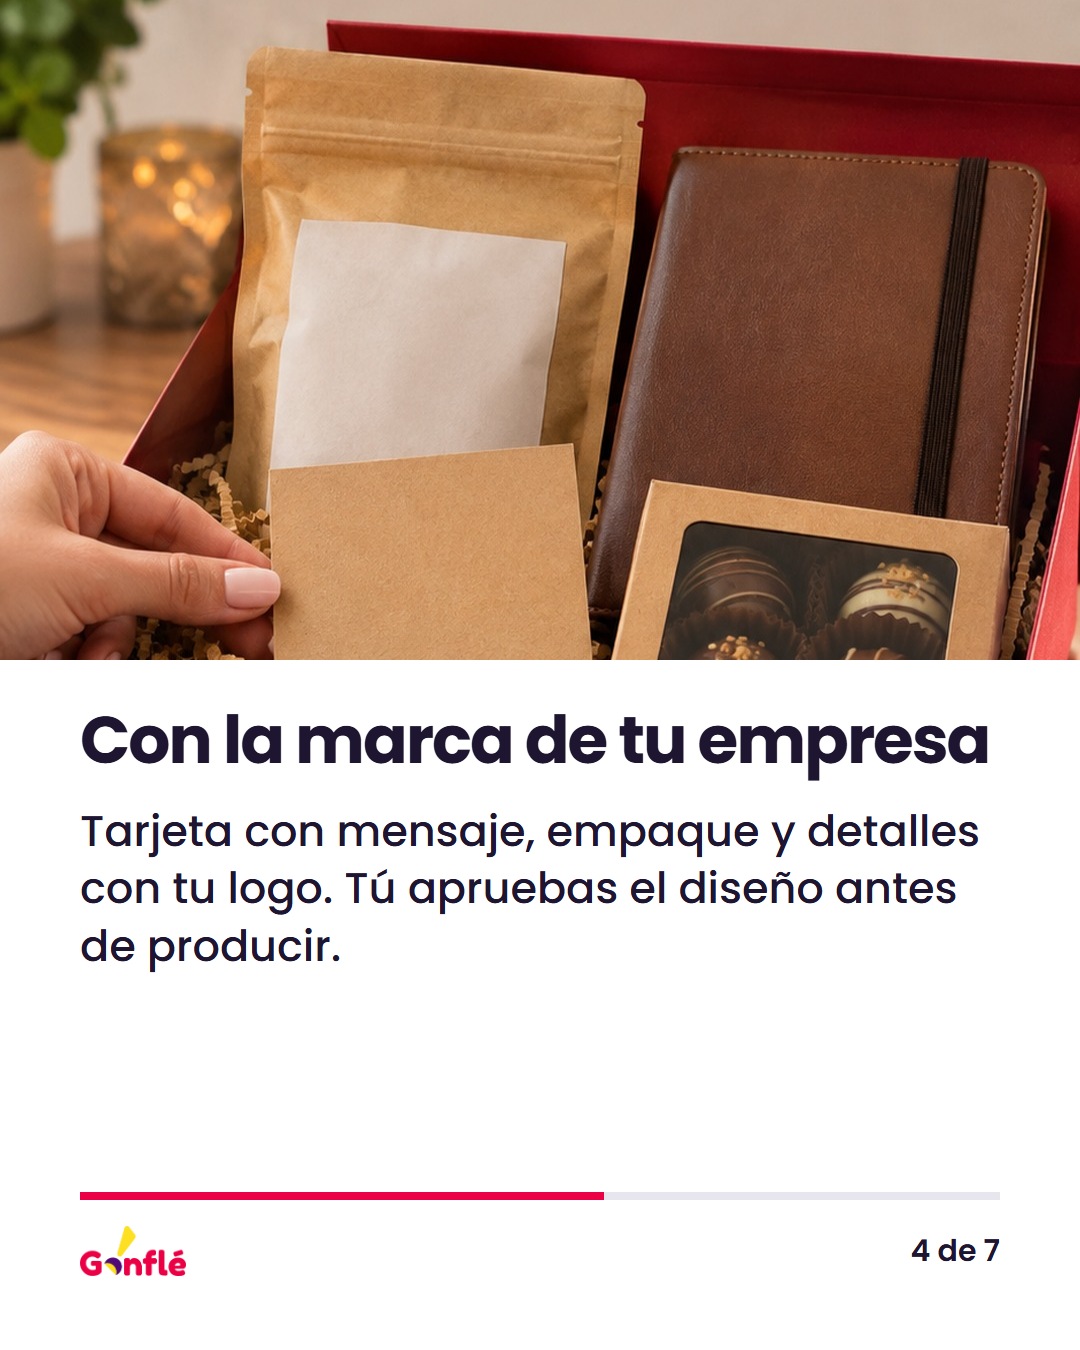 Con la marca de tu empresa
Tarjeta con mensaje, empaque y detalles
con tu logo. Tú apruebas el diseño antes
de producir.
Gonflé
4 de 7